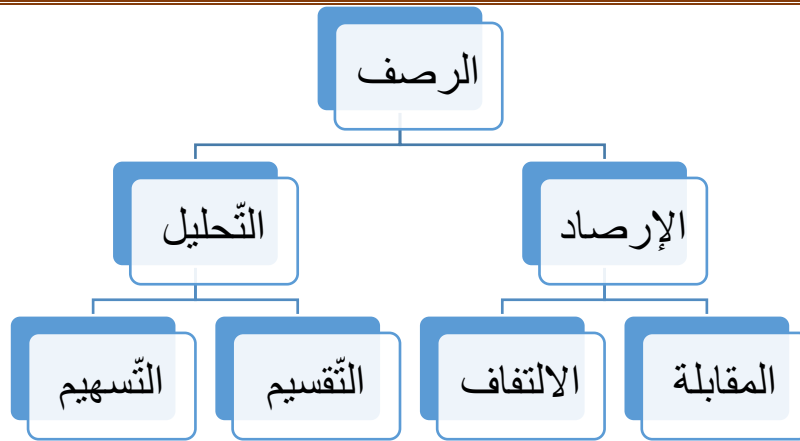 الرصف
الإرصاد
التّحليل
المقابلة
الالتفاف
التّقسيم
التّسهيم